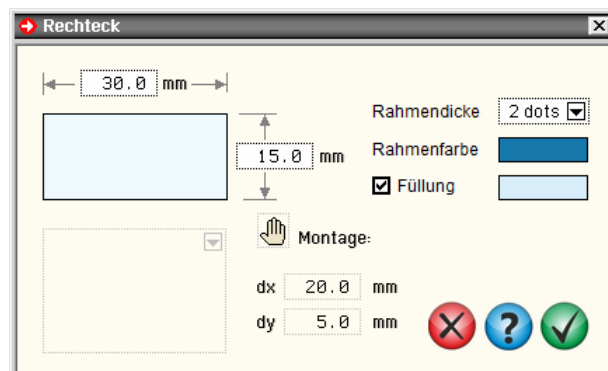 Rechteck
30.0 mm
Rahmendicke 2 dots
15.0 mm
Rahmenfarbe
Füllung
Montage:
dx 20.0 mm
dy 5.0 mm
?